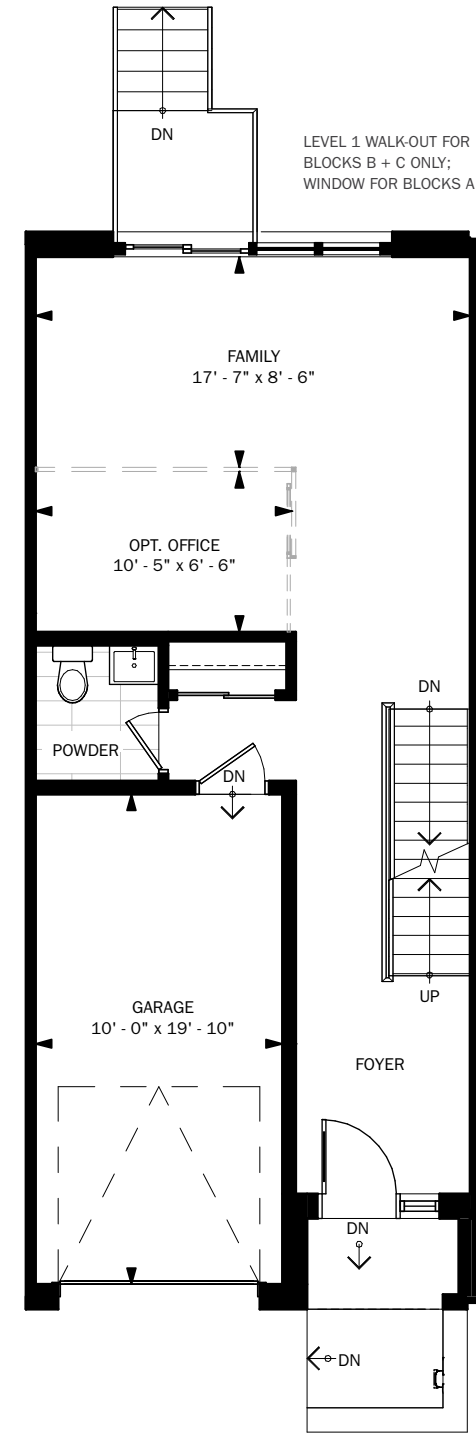 DN
LEVEL 1 WALK-OUT FOR
BLOCKS B + C ONLY;
WINDOW FOR BLOCKS A
FAMILY
17' - 7" x 8' - 6"
OPT. OFFICE
10' - 5" x 6' - 6"
DN
POWDER
DN
GARAGE
10' - 0" x 19' - 10"
UP
FOYER
DN
DN